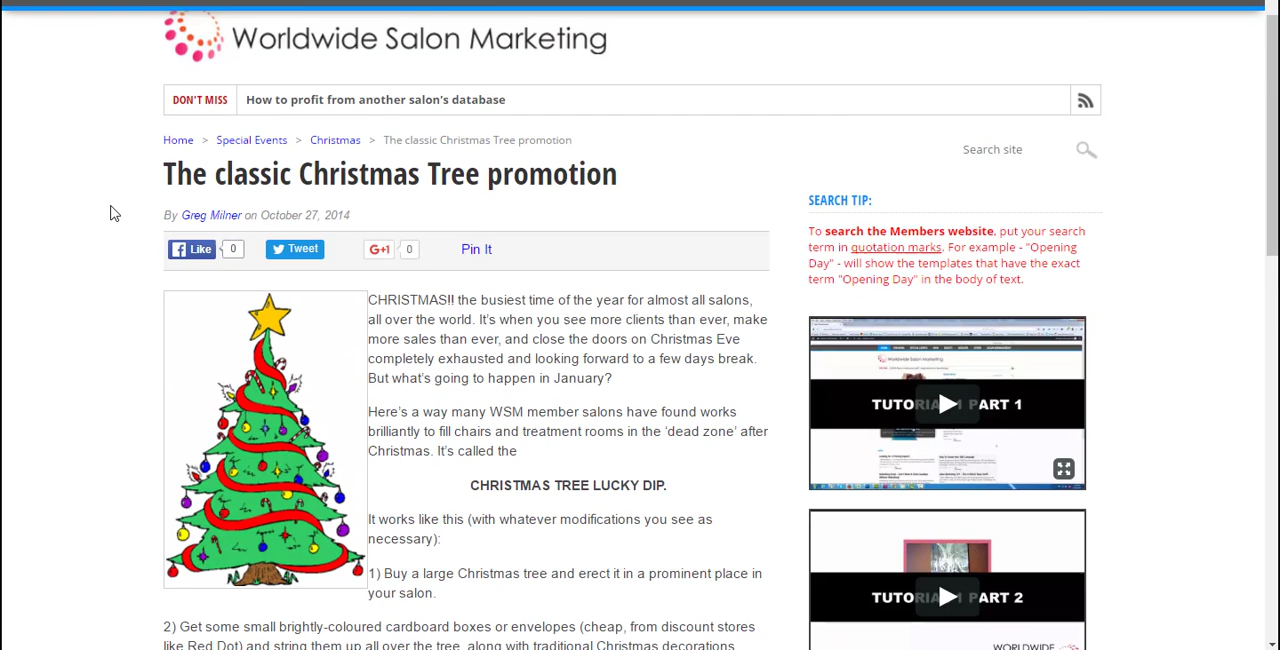 Worldwide Salon Marketing
DON'T MISS How to profit from another salon's database
Home > Special Events > Christmas > The classic Christmas Tree promotion
Search site
The classic Christmas Tree promotion
By Greg Milner on October 27, 2014
Like 0 Tweet G+1 0 Pin It
CHRISTMAS!! the busiest time of the year for almost all salons,
all over the world. It's when you see more clients than ever, make
more sales than ever, and close the doors on Christmas Eve
completely exhausted and looking forward to a few days break.
But what's going to happen in January?
Here's a way many WSM member salons have found works
brilliantly to fill chairs and treatment rooms in the 'dead zone' after
Christmas. It's called the
CHRISTMAS TREE LUCKY DIP.
It works like this (with whatever modifications you see as
necessary):
1) Buy a large Christmas tree and erect it in a prominent place in
your salon.
2) Get some small brightly-coloured cardboard boxes or envelopes (cheap, from discount stores
like Red Dot) and string them up all over the tree, along with traditional Christmas decorations
SEARCH TIP:
To search the Members website, put your search
term in quotation marks. For example - "Opening
Day" - will show the templates that have the exact
term "Opening Day" in the body of text.
Worldwide Salon Marketing
TUTORIAL 1 PART 1
TUTORIAL 1 PART 2
WORLDWIDE